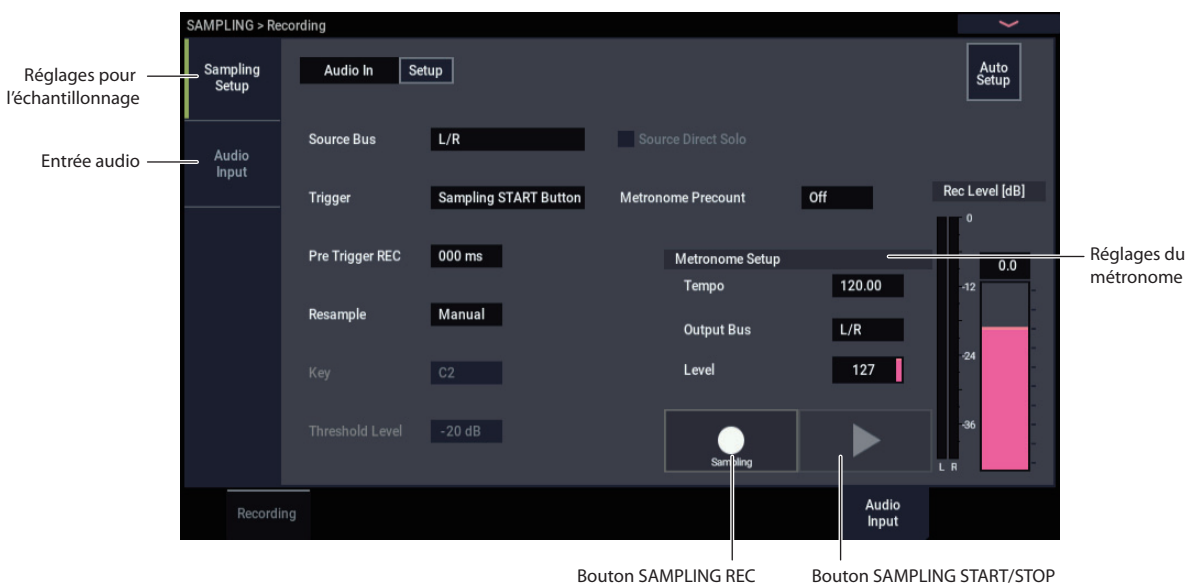 SAMPLING > Recording
Réglages pour
l'échantillonnage
Sampling
Setup
Audio In
Setup
Auto
Setup
Entrée audio
Audio
Input
Source Bus
L/R
Source Direct Solo
Trigger
Sampling START Button
Metronome Precount
Off
Rec Level [dB]
0
Pre Trigger REC
000 ms
Metronome Setup
0.0
Réglages du
métronome
Tempo
120.00
-12
Resample
Manual
Output Bus
L/R
-24
Key
C2
Level
127
Threshold Level
-20 dB
-36
Sampling
L R
Recording
Audio
Input
Bouton SAMPLING REC
Bouton SAMPLING START/STOP